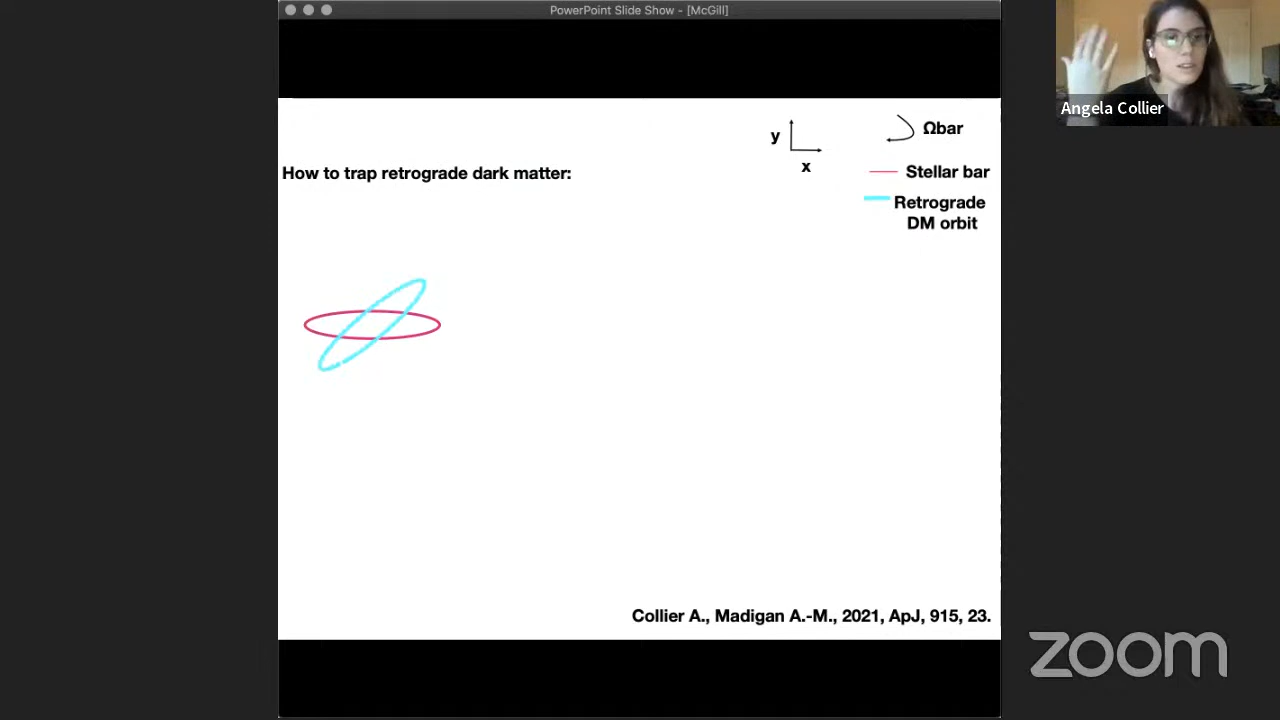 PowerPoint Slide Show - [McGill]
Angela Collier
y
x
Ωbar
How to trap retrograde dark matter:
Stellar bar
Retrograde
DM orbit
Collier A., Madigan A.-M., 2021, ApJ, 915, 23.
zoom